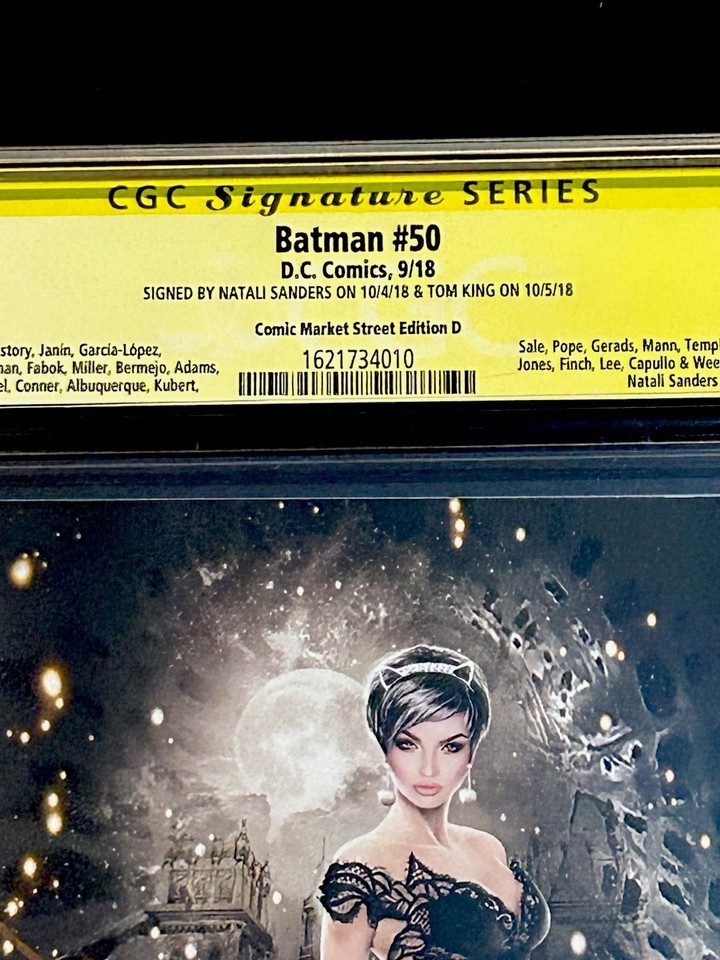 CGC Signature SERIES
Batman #50
D.C. Comics, 9/18
SIGNED BY NATALI SANDERS ON 10/4/18 & TOM KING ON 10/5/18
Comic Market Street Edition D
story, Janín, García-López,
Fabok, Miller, Bermejo, Adams,
Conner, Albuquerque, Kubert,
1621734010
Sale, Pope, Gerads, Mann,
Jones, Finch, Lee, Capullo &
Natali Sanders